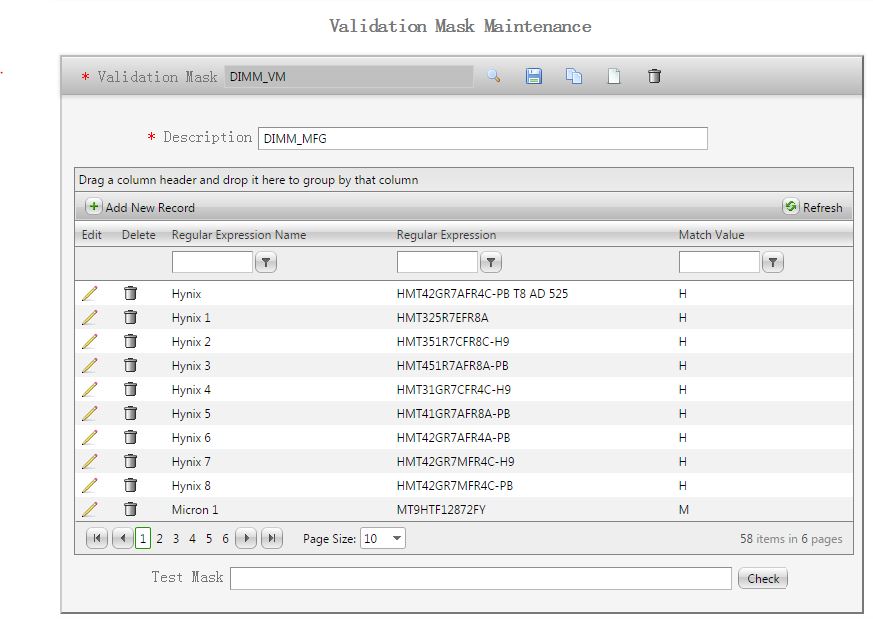 Validation Mask Maintenance
* Validation Mask DIMM_VM
* Description DIMM_MFG
Drag a column header and drop it here to group by that column
Add New Record Refresh
Edit Delete Regular Expression Name Regular Expression Match Value
Hynix HMT42GR7AFR4C-PB T8 AD 525 H
Hynix 1 HMT325R7EFR8A H
Hynix 2 HMT351R7CFR8C-H9 H
Hynix 3 HMT451R7AFR8A-PB H
Hynix 4 HMT31GR7CFR4C-H9 H
Hynix 5 HMT41GR7AFR8A-PB H
Hynix 6 HMT42GR7AFR4A-PB H
Hynix 7 HMT42GR7MFR4C-H9 H
Hynix 8 HMT42GR7MFR4C-PB H
Micron 1 MT9HTF12872FY M
1 2 3 4 5 6 Page Size: 10 58 items in 6 pages
Test Mask Check